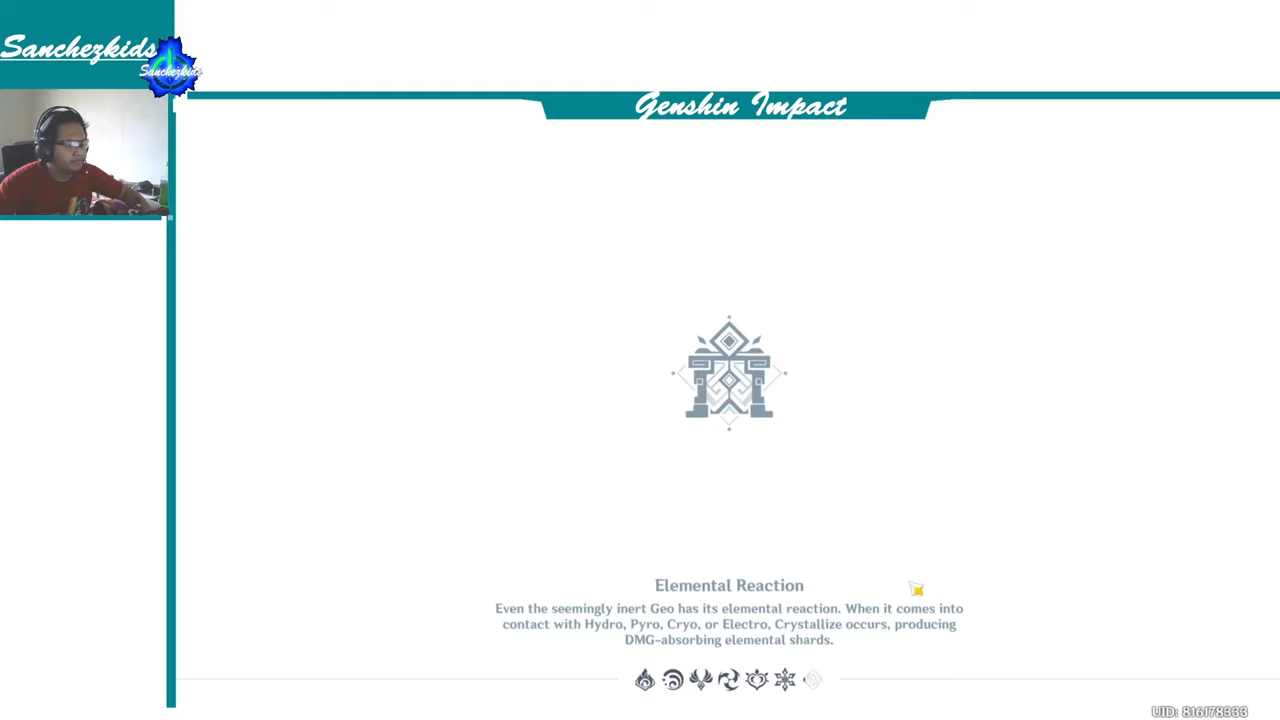 Sanchezkids
Sanchezkids
Genshin Impact
Elemental Reaction
Even the seemingly inert Geo has its elemental reaction. When it comes into
contact with Hydro, Pyro, Cryo, or Electro, Crystallize occurs, producing
DMG-absorbing elemental shards.
UID: 816178333